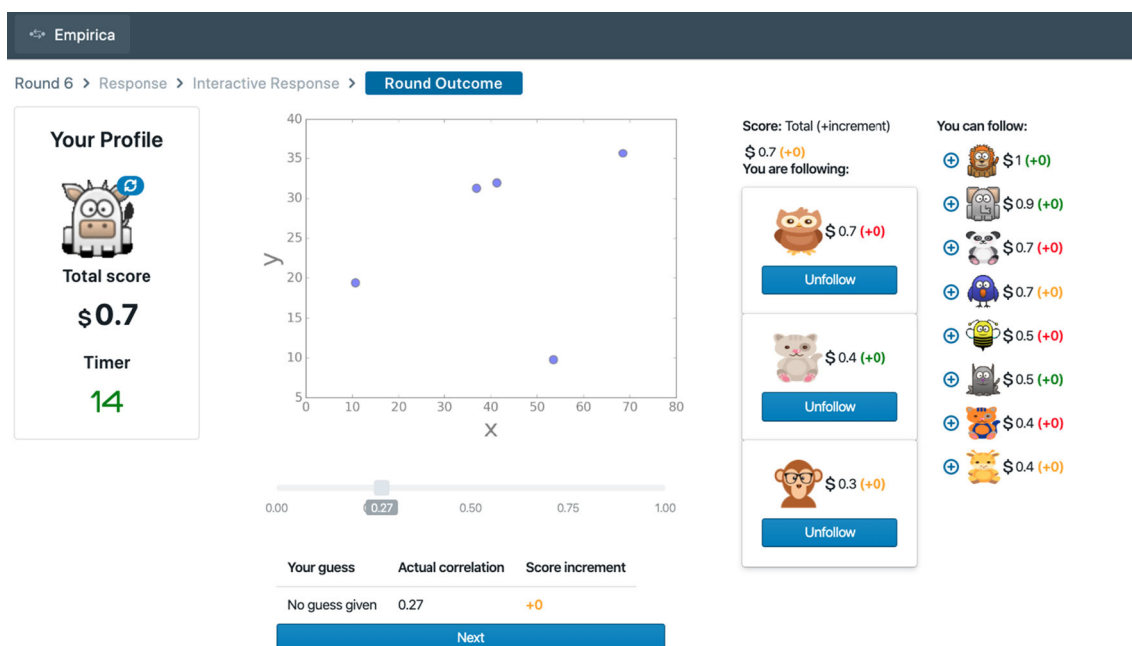 Empirica
Round 6 > Response > Interactive Response > Round Outcome
Your Profile
Total score
$0.7
Timer
14
40
35
30
25
20
15
10
5
y
0 10 20 30 40 50 60 70 80
x
0.00 0.27 0.50 0.75 1.00
Your guess Actual correlation Score increment
No guess given 0.27 +0
Next
Score: Total (+increment)
$ 0.7 (+0)
You are following:
$ 0.7 (+0)
Unfollow
$ 0.4 (+0)
Unfollow
$ 0.3 (+0)
Unfollow
You can follow:
$ 1 (+0)
$ 0.9 (+0)
$ 0.7 (+0)
$ 0.7 (+0)
$ 0.5 (+0)
$ 0.5 (+0)
$ 0.4 (+0)
$ 0.4 (+0)